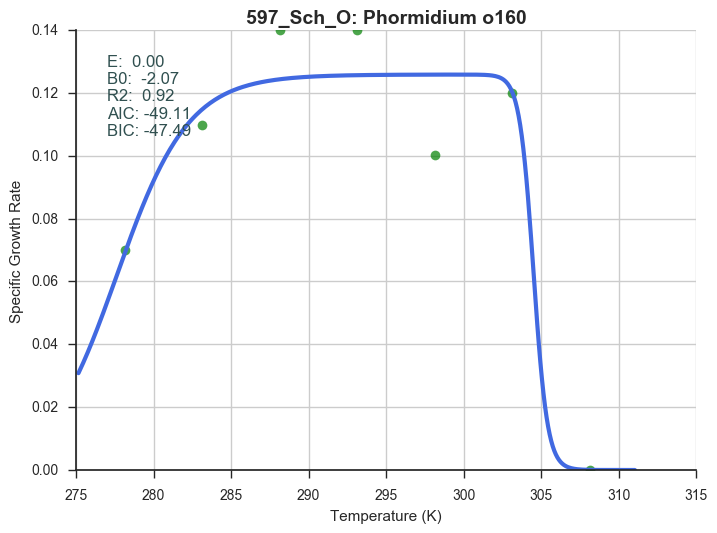 597_Sch_O: Phormidium o160
E:  0.00
B0:  -2.07
R2:  0.92
AIC: -49.11
BIC: -47.49
Specific Growth Rate
0.14
0.12
0.10
0.08
0.06
0.04
0.02
0.00
275 280 285 290 295 300 305 310 315
Temperature (K)